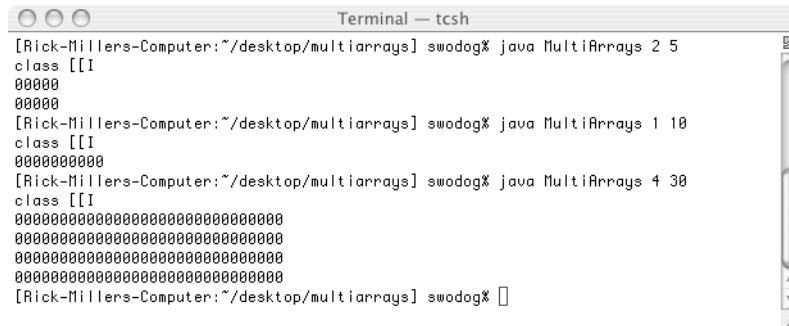 Terminal — tcsh
[Rick-Millers-Computer:~/desktop/multiarrays] swodog% java MultiArrays 2 5
class [[I
00000
00000
[Rick-Millers-Computer:~/desktop/multiarrays] swodog% java MultiArrays 1 10
class [[I
0000000000
[Rick-Millers-Computer:~/desktop/multiarrays] swodog% java MultiArrays 4 30
class [[I
000000000000000000000000000000
000000000000000000000000000000
000000000000000000000000000000
000000000000000000000000000000
[Rick-Millers-Computer:~/desktop/multiarrays] swodog%